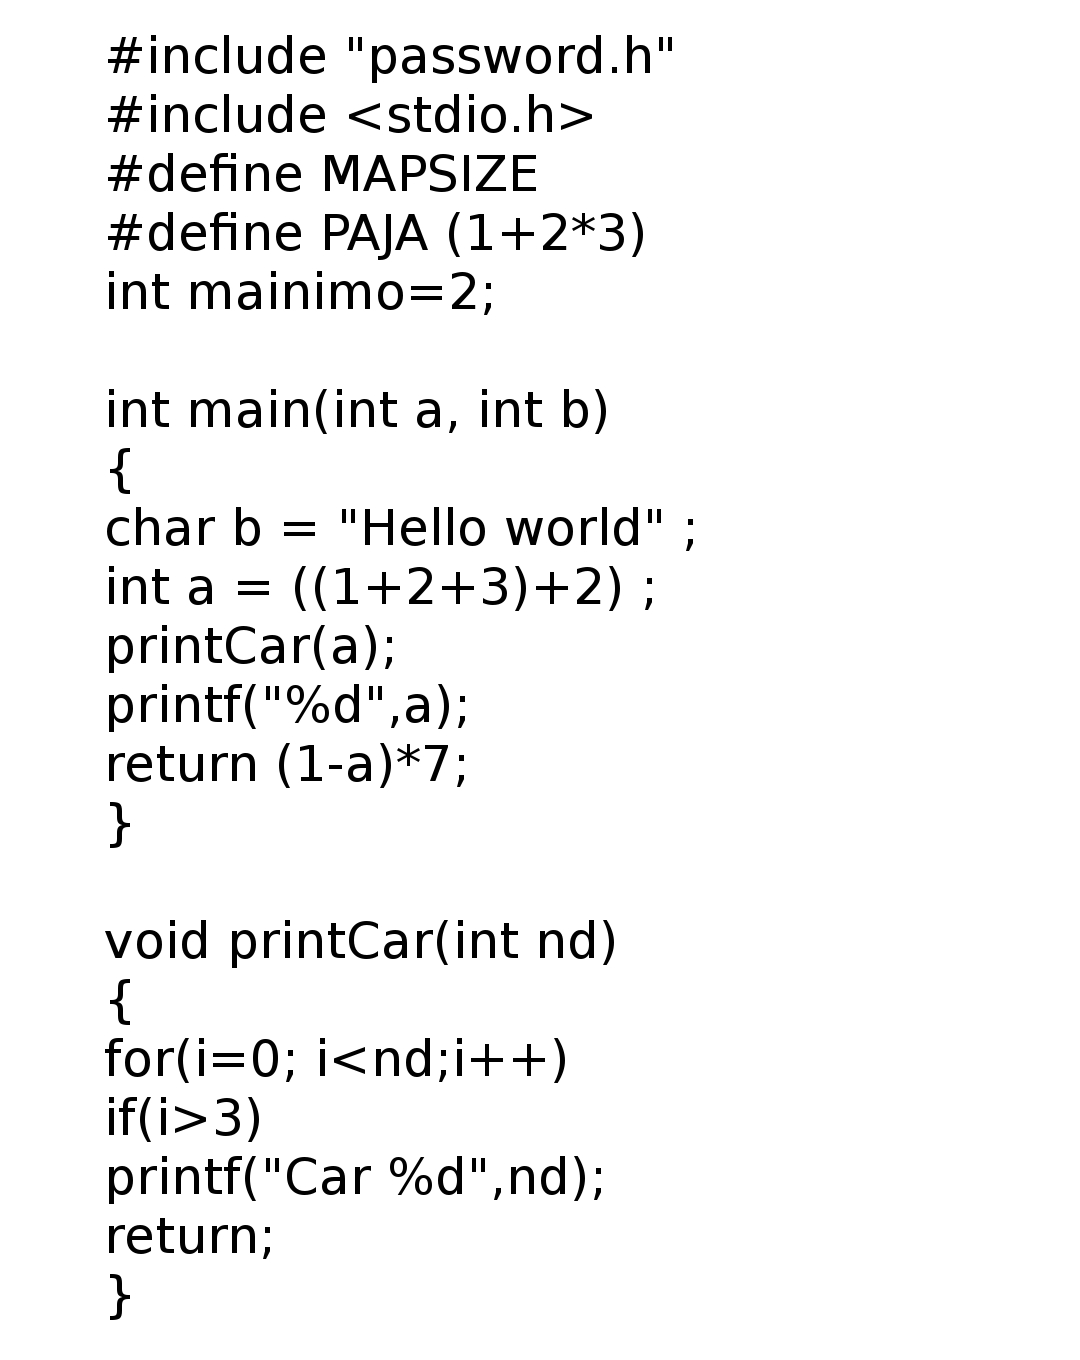 #include "password.h"
#include <stdio.h>
#define MAPSIZE
#define PAJA (1+2*3)
int mainimo=2;

int main(int a, int b)
{
char b = "Hello world" ;
int a = ((1+2+3)+2) ;
printCar(a);
printf("%d",a);
return (1-a)*7;
}

void printCar(int nd)
{
for(i=0; i<nd;i++)
if(i>3)
printf("Car %d",nd);
return;
}